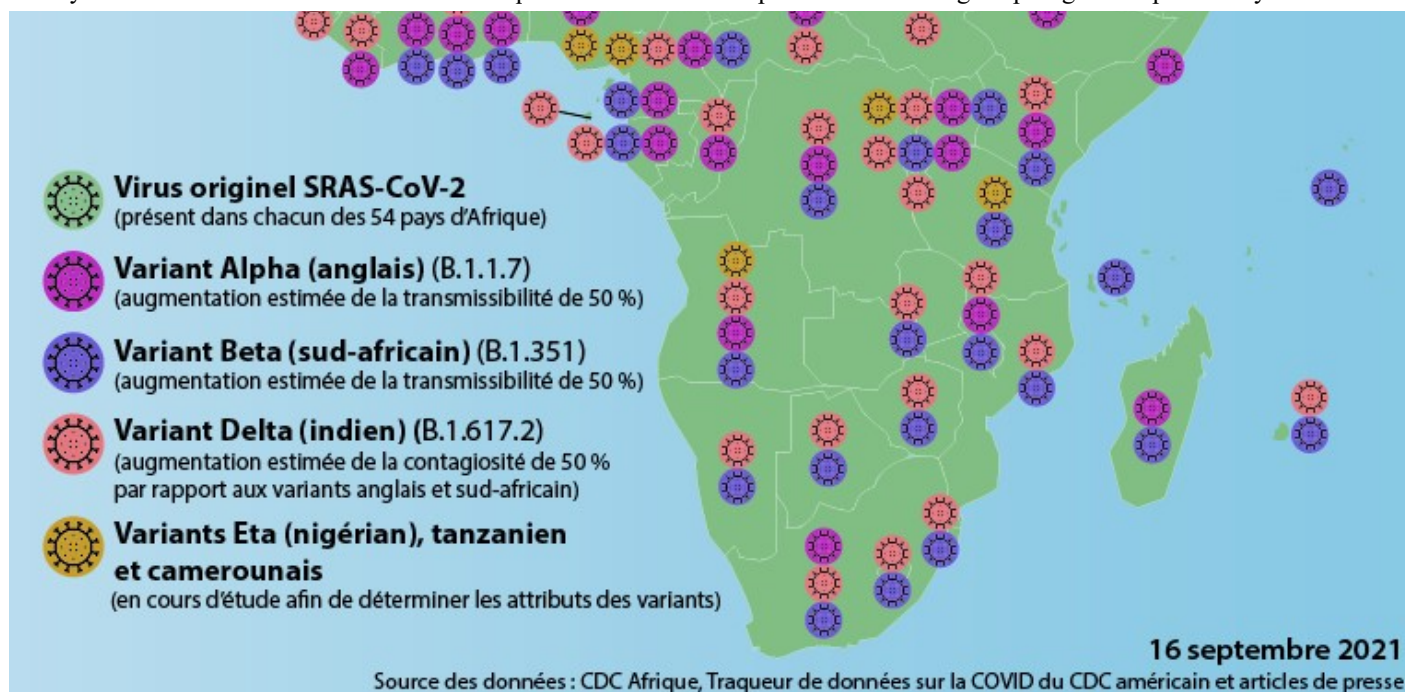 Virus originel SRAS-CoV-2
(présent dans chacun des 54 pays d’Afrique)
Variant Alpha (anglais) (B.1.1.7)
(augmentation estimée de la transmissibilité de 50 %)
Variant Beta (sud-africain) (B.1.351)
(augmentation estimée de la transmissibilité de 50 %)
Variant Delta (indien) (B.1.617.2)
(augmentation estimée de la contagiosité de 50 %
par rapport aux variants anglais et sud-africain)
Variants Eta (nigérian), tanzanien
et camerounais
(en cours d’étude afin de déterminer les attributs des variants)
16 septembre 2021
Source des données : CDC Afrique, Traqueur de données sur la COVID du CDC américain et articles de presse